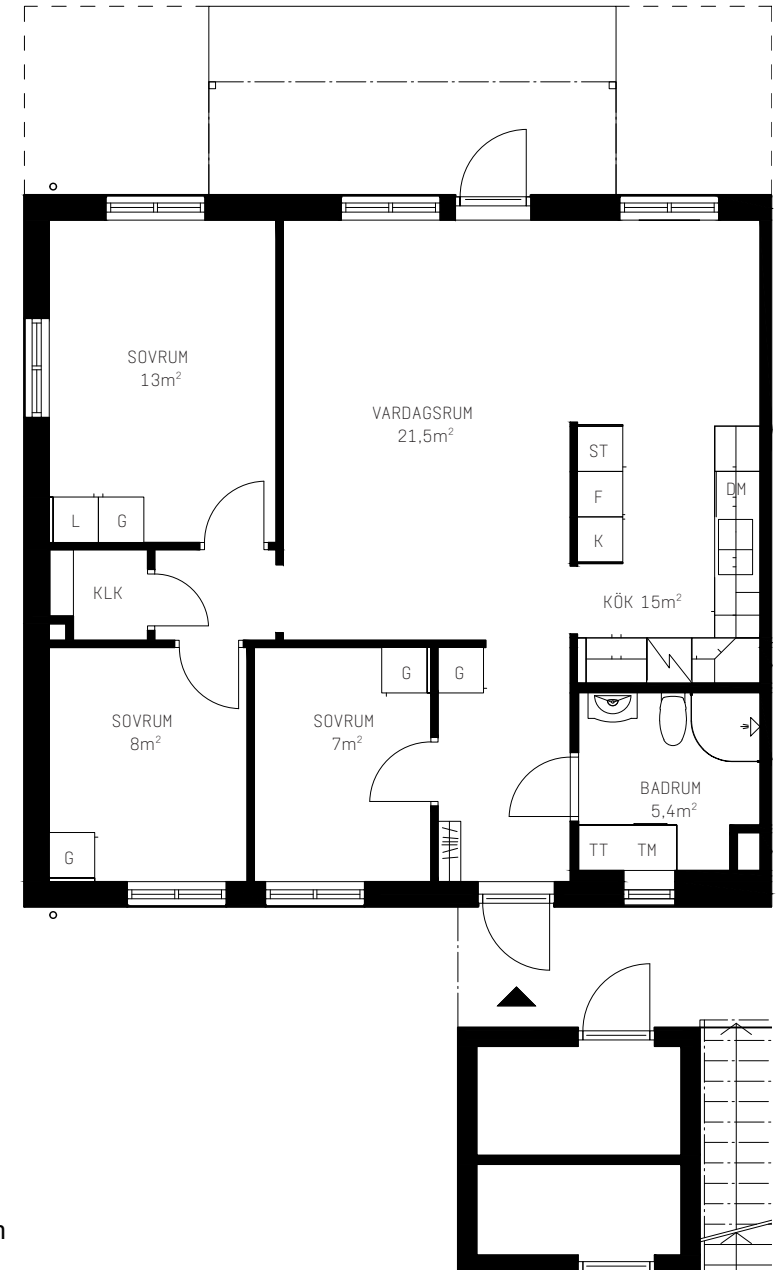 SOVRUM
13m²
VARDAGSRUM
21,5m²
ST
F
K
DM
L
G
KLK
KÖK 15m²
G
G
SOVRUM
8m²
SOVRUM
7m²
BADRUM
5,4m²
G
TT
TM
n